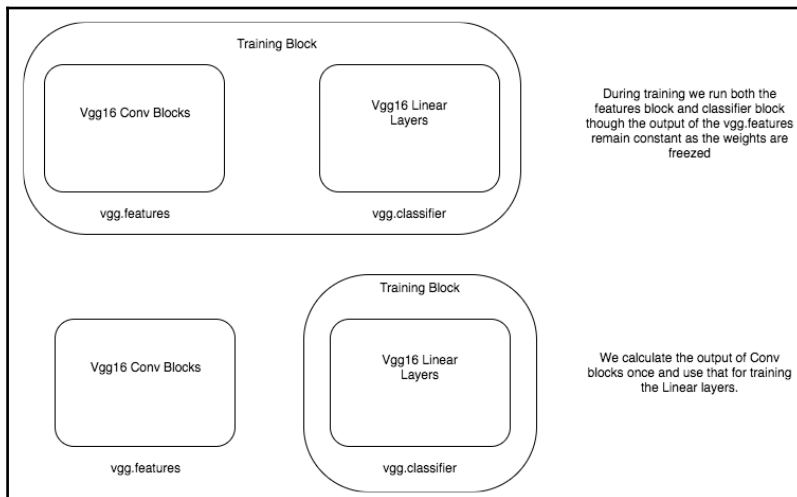 Training Block
Vgg16 Conv Blocks
Vgg16 Linear
Layers
vgg.features
vgg.classifier
During training we run both the
features block and classifier block
though the output of the vgg.features
remain constant as the weights are
freezed
Training Block
Vgg16 Conv Blocks
Vgg16 Linear
Layers
vgg.features
vgg.classifier
We calculate the output of Conv
blocks once and use that for training
the Linear layers.